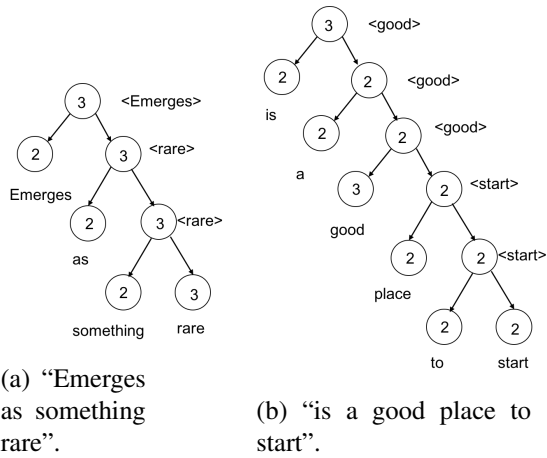 3 <Emerges>
2 3 <rare>
Emerges
2 3 <rare>
as
2 3
something rare
(a) “Emerges
as something
rare”.
3 <good>
2 2 <good>
is
2 2 <good>
a
3 2 <start>
good
2 2 <start>
place
2 2
to start
(b) “is a good place to
start”.